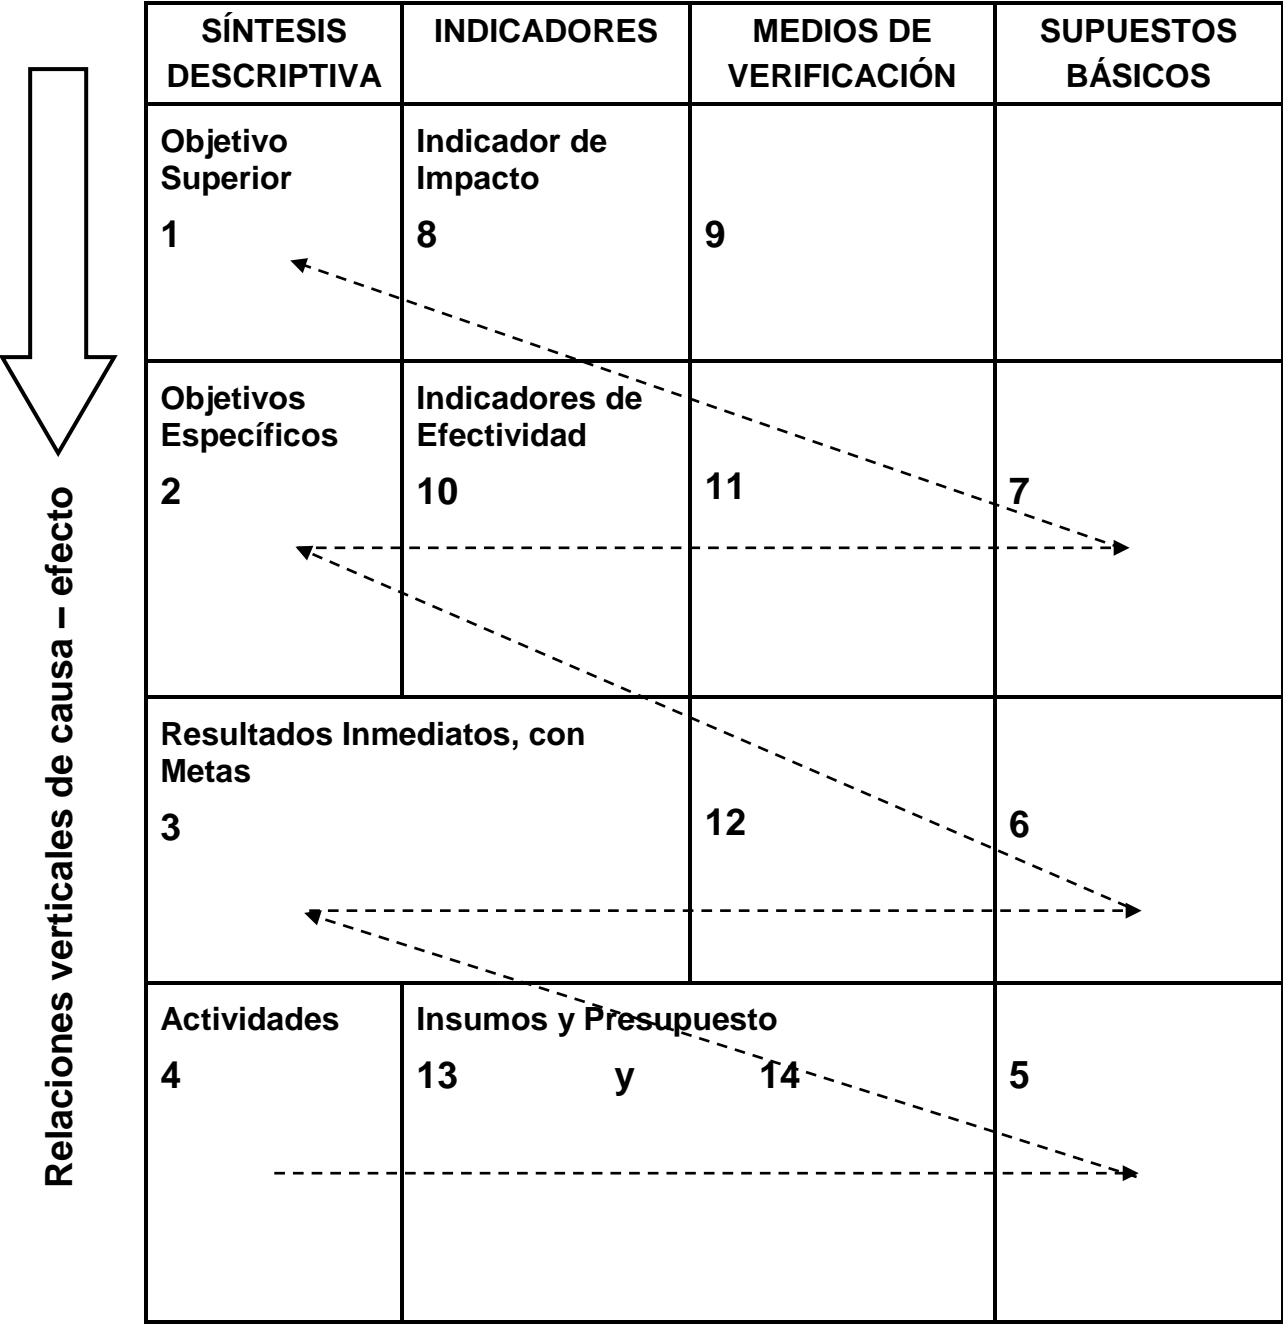 SÍNTESIS
DESCRIPTIVA
INDICADORES
MEDIOS DE
VERIFICACIÓN
SUPUESTOS
BÁSICOS
Objetivo
Superior
1
Indicador de
Impacto
8
9
Objetivos
Específicos
2
Indicadores de
Efectividad
10
11
7
Resultados Inmediatos, con
Metas
3
12
6
Actividades
4
Insumos y Presupuesto
13 y 14
5
Relaciones verticales de causa – efecto